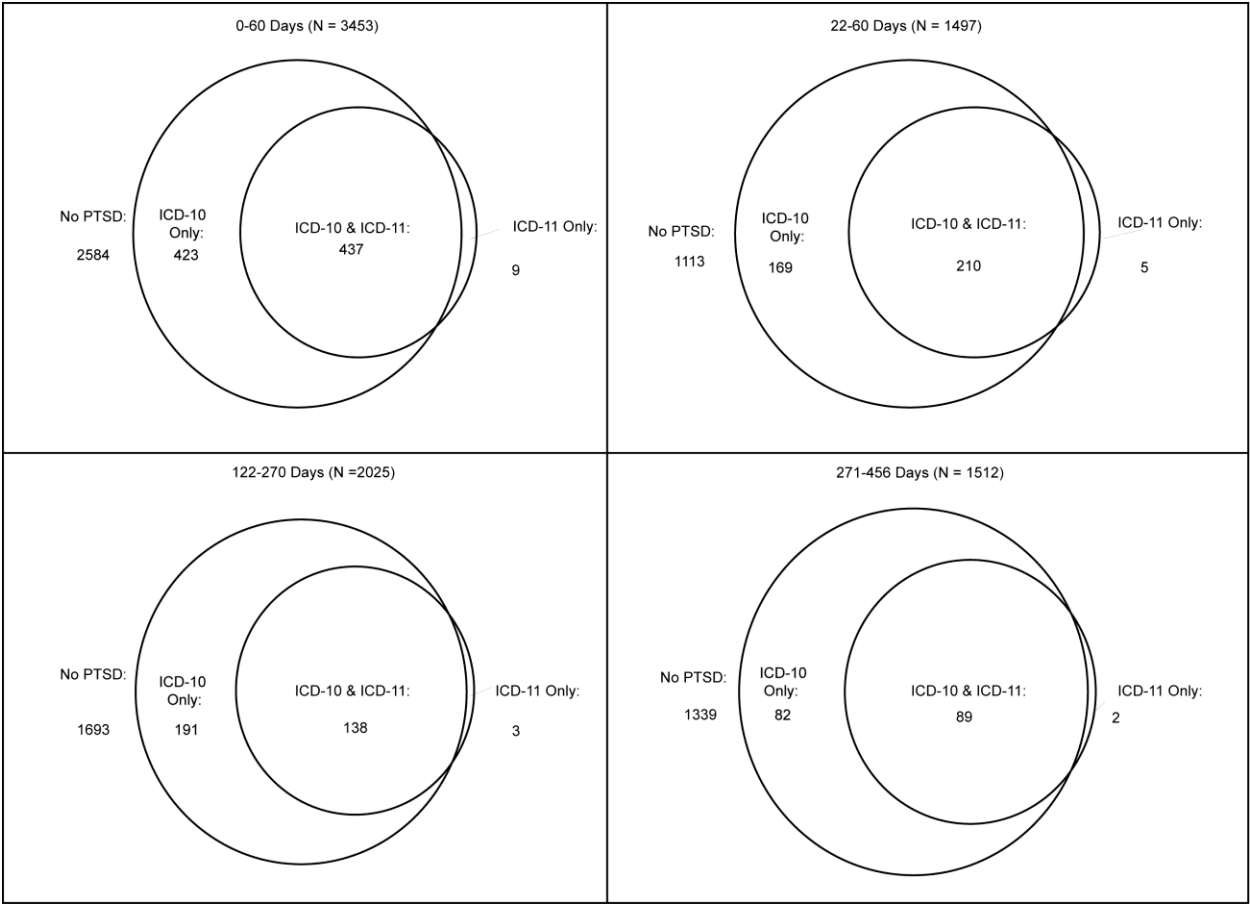 0-60 Days (N = 3453)
No PTSD:
2584
ICD-10
Only:
423
ICD-10 & ICD-11:
437
ICD-11 Only:
9
22-60 Days (N = 1497)
No PTSD:
1113
ICD-10
Only:
169
ICD-10 & ICD-11:
210
ICD-11 Only:
5
122-270 Days (N =2025)
No PTSD:
1693
ICD-10
Only:
191
ICD-10 & ICD-11:
138
ICD-11 Only:
3
271-456 Days (N = 1512)
No PTSD:
1339
ICD-10
Only:
82
ICD-10 & ICD-11:
89
ICD-11 Only:
2